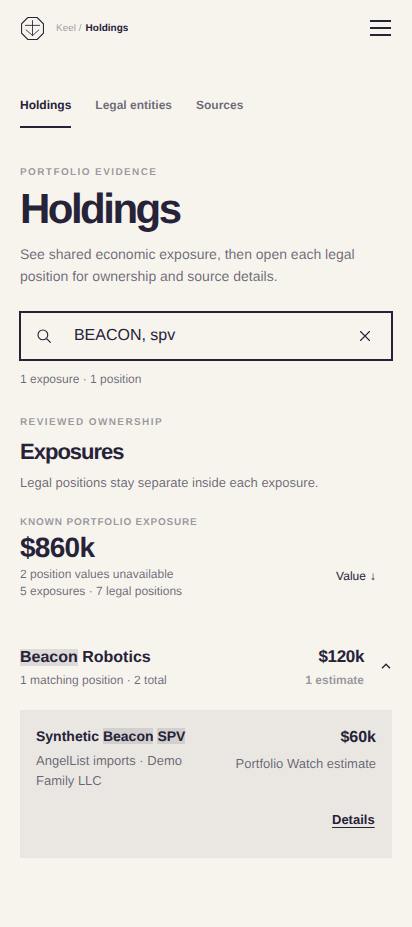 Keel / Holdings
Holdings Legal entities Sources
PORTFOLIO EVIDENCE
Holdings
See shared economic exposure, then open each legal
position for ownership and source details.
BEACON, spv
1 exposure · 1 position
REVIEWED OWNERSHIP
Exposures
Legal positions stay separate inside each exposure.
KNOWN PORTFOLIO EXPOSURE
$860k
2 position values unavailable
5 exposures · 7 legal positions
Value ↓
Beacon Robotics $120k
1 matching position · 2 total 1 estimate
Synthetic Beacon SPV $60k
AngelList imports · Demo Portfolio Watch estimate
Family LLC
Details